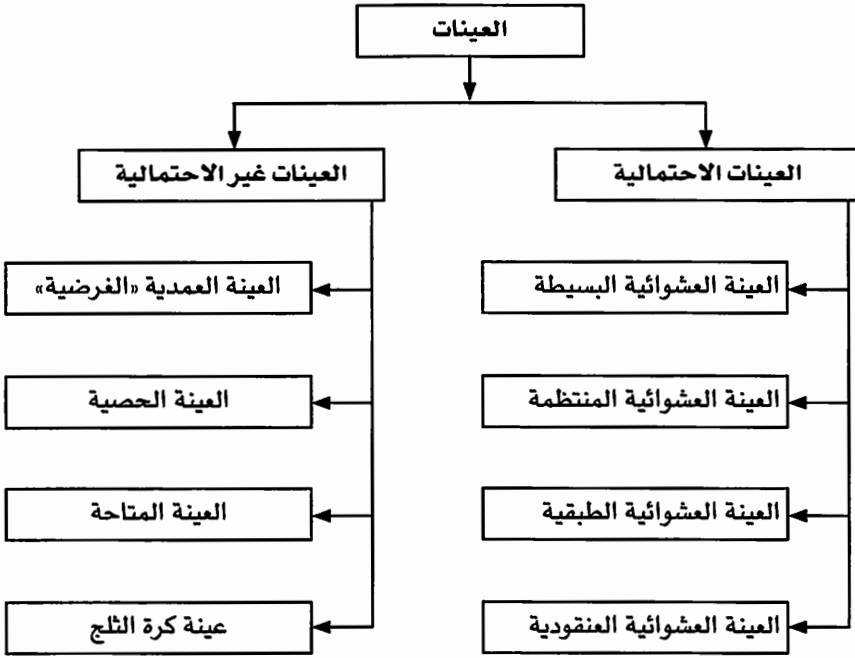 العينات
العينات الاحتمالية
العينة العشوائية البسيطة
العينة العشوائية المنتظمة
العينة العشوائية الطبقية
العينة العشوائية العنقودية
العينات غير الاحتمالية
العينة العمدية «الغرضية»
العينة الحصية
العينة المتاحة
عينة كرة الثلج